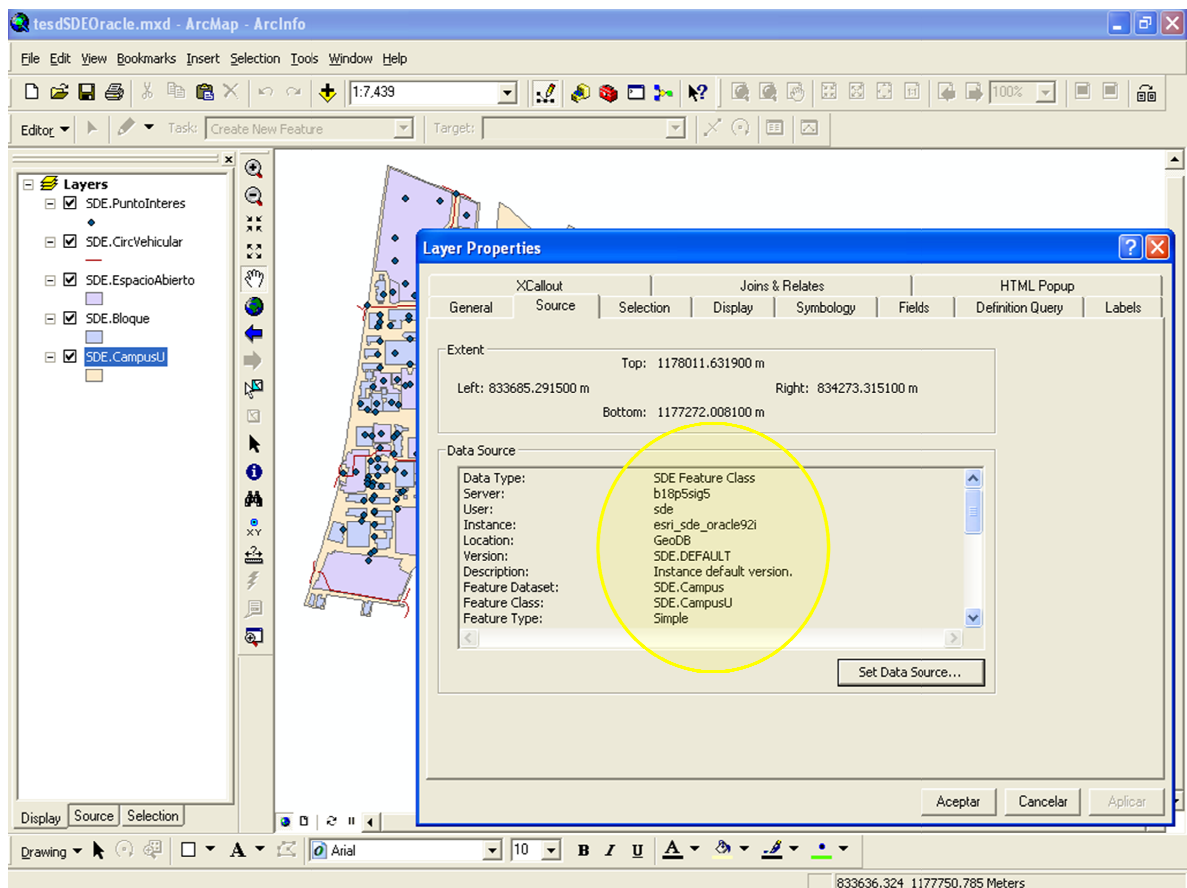 tesdSDEOracle.mxd - ArcMap - ArcInfo
File Edit View Bookmarks Insert Selection Tools Window Help
1:7,439
100%
Editor Task: Create New Feature Target:
Layers
SDE.PuntoInteres
SDE.CircVehicular
SDE.EspacioAbierto
SDE.Bloque
SDE.CampusU
XY
Layer Properties
XCallout Joins & Relates HTML Popup
General Source Selection Display Symbology Fields Definition Query Labels
Extent
Top: 1178011.631900 m
Left: 833685.291500 m Right: 834273.315100 m
Bottom: 1177272.008100 m
Data Source
Data Type: SDE Feature Class
Server: b18p5sig5
User: sde
Instance: esri_sde_oracle92i
Location: GeoDB
Version: SDE.DEFAULT
Description: Instance default version.
Feature Dataset: SDE.Campus
Feature Class: SDE.CampusU
Feature Type: Simple
Set Data Source...
Aceptar Cancelar Aplicar
Display Source Selection
Drawing A Arial 10 B I U A
833636.324 1177750.785 Meters